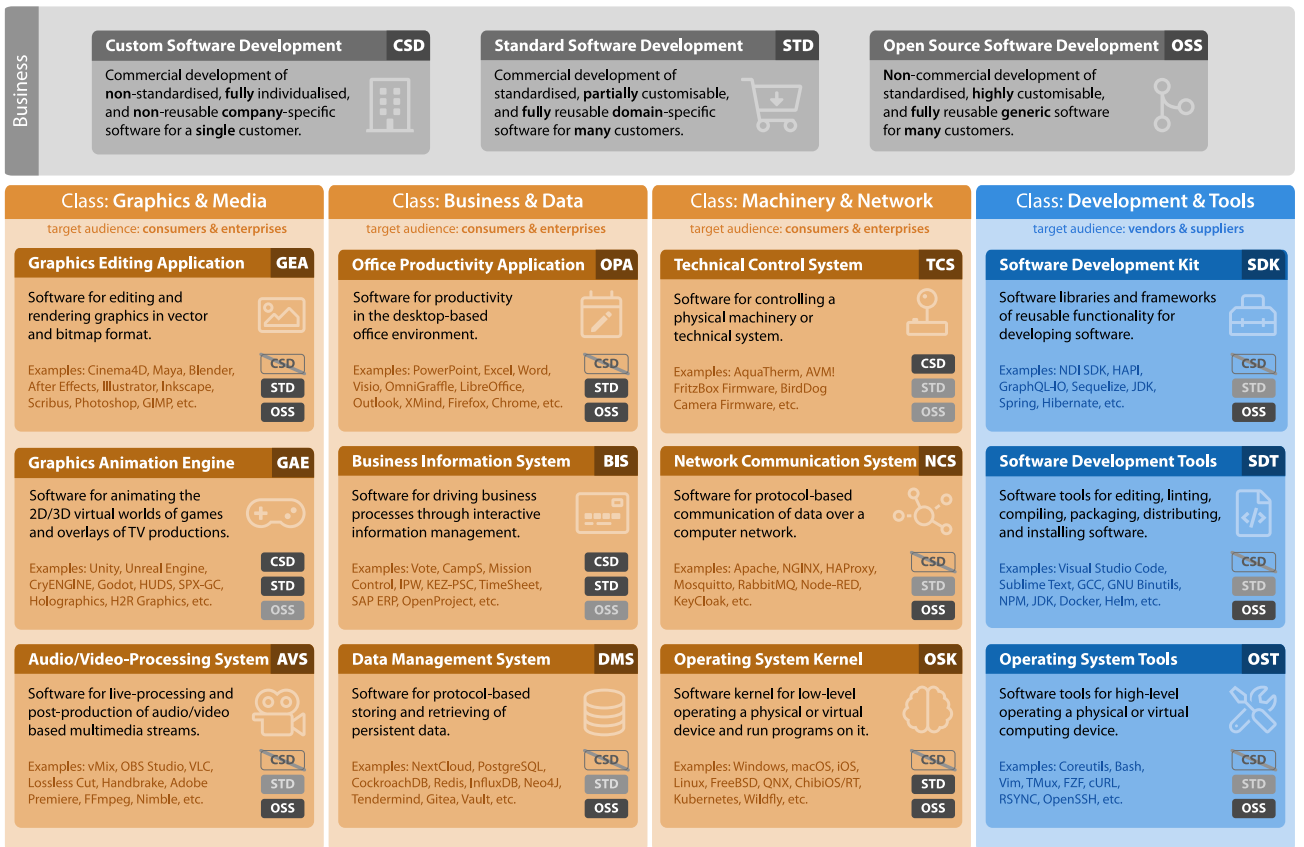 Business
Custom Software Development CSD
Commercial development of
non-standardised, fully individualised,
and non-reusable company-specific
software for a single customer.
Standard Software Development STD
Commercial development of
standardised, partially customisable,
and fully reusable domain-specific
software for many customers.
Open Source Software Development OSS
Non-commercial development of
standardised, highly customisable,
and fully reusable generic software
for many customers.
Class: Graphics & Media
target audience: consumers & enterprises
Graphics Editing Application GEA
Software for editing and
rendering graphics in vector
and bitmap format.
Examples: Cinema4D, Maya, Blender,
After Effects, Illustrator, Inkscape,
Scribus, Photoshop, GIMP, etc.
CSD
STD
OSS
Graphics Animation Engine GAE
Software for animating the
2D/3D virtual worlds of games
and overlays of TV productions.
Examples: Unity, Unreal Engine,
CryENGINE, Godot, HUDS, SPX-GC,
Holographics, H2R Graphics, etc.
CSD
STD
OSS
Audio/Video-Processing System AVS
Software for live-processing and
post-production of audio/video
based multimedia streams.
Examples: vMix, OBS Studio, VLC,
Lossless Cut, Handbrake, Adobe
Premiere, FFmpeg, Nimble, etc.
CSD
STD
OSS
Class: Business & Data
target audience: consumers & enterprises
Office Productivity Application OPA
Software for productivity
in the desktop-based
office environment.
Examples: PowerPoint, Excel, Word,
Visio, OmniGraffle, LibreOffice,
Outlook, XMind, Firefox, Chrome, etc.
CSD
STD
OSS
Business Information System BIS
Software for driving business
processes through interactive
information management.
Examples: Vote, CampS, Mission
Control, IPW, KEZ-PSC, TimeSheet,
SAP ERP, OpenProject, etc.
CSD
STD
OSS
Data Management System DMS
Software for protocol-based
storing and retrieving of
persistent data.
Examples: NextCloud, PostgreSQL,
CockroachDB, Redis, InfluxDB, Neo4J,
Tendermind, Gitea, Vault, etc.
CSD
STD
OSS
Class: Machinery & Network
target audience: consumers & enterprises
Technical Control System TCS
Software for controlling a
physical machinery or
technical system.
Examples: AquaTherm, AVM!
FritzBox Firmware, BirdDog
Camera Firmware, etc.
CSD
STD
OSS
Network Communication System NCS
Software for protocol-based
communication of data over a
computer network.
Examples: Apache, NGINX, HAProxy,
Mosquitto, RabbitMQ, Node-RED,
KeyCloak, etc.
CSD
STD
OSS
Operating System Kernel OSK
Software kernel for low-level
operating a physical or virtual
device and run programs on it.
Examples: Windows, macOS, iOS,
Linux, FreeBSD, QNX, ChibiOS/RT,
Kubernetes, Wildfly, etc.
CSD
STD
OSS
Class: Development & Tools
target audience: vendors & suppliers
Software Development Kit SDK
Software libraries and frameworks
of reusable functionality for
developing software.
Examples: NDI SDK, HAPI,
GraphQL-IO, Sequelize, JDK,
Spring, Hibernate, etc.
CSD
STD
OSS
Software Development Tools SDT
Software tools for editing, linting,
compiling, packaging, distributing,
and installing software.
Examples: Visual Studio Code,
Sublime Text, GCC, GNU Binutils,
NPM, JDK, Docker, Helm, etc.
CSD
STD
OSS
Operating System Tools OST
Software tools for high-level
operating a physical or virtual
computing device.
Examples: Coreutils, Bash,
Vim, TMux, FZF, cURL,
RSYNC, OpenSSH, etc.
CSD
STD
OSS